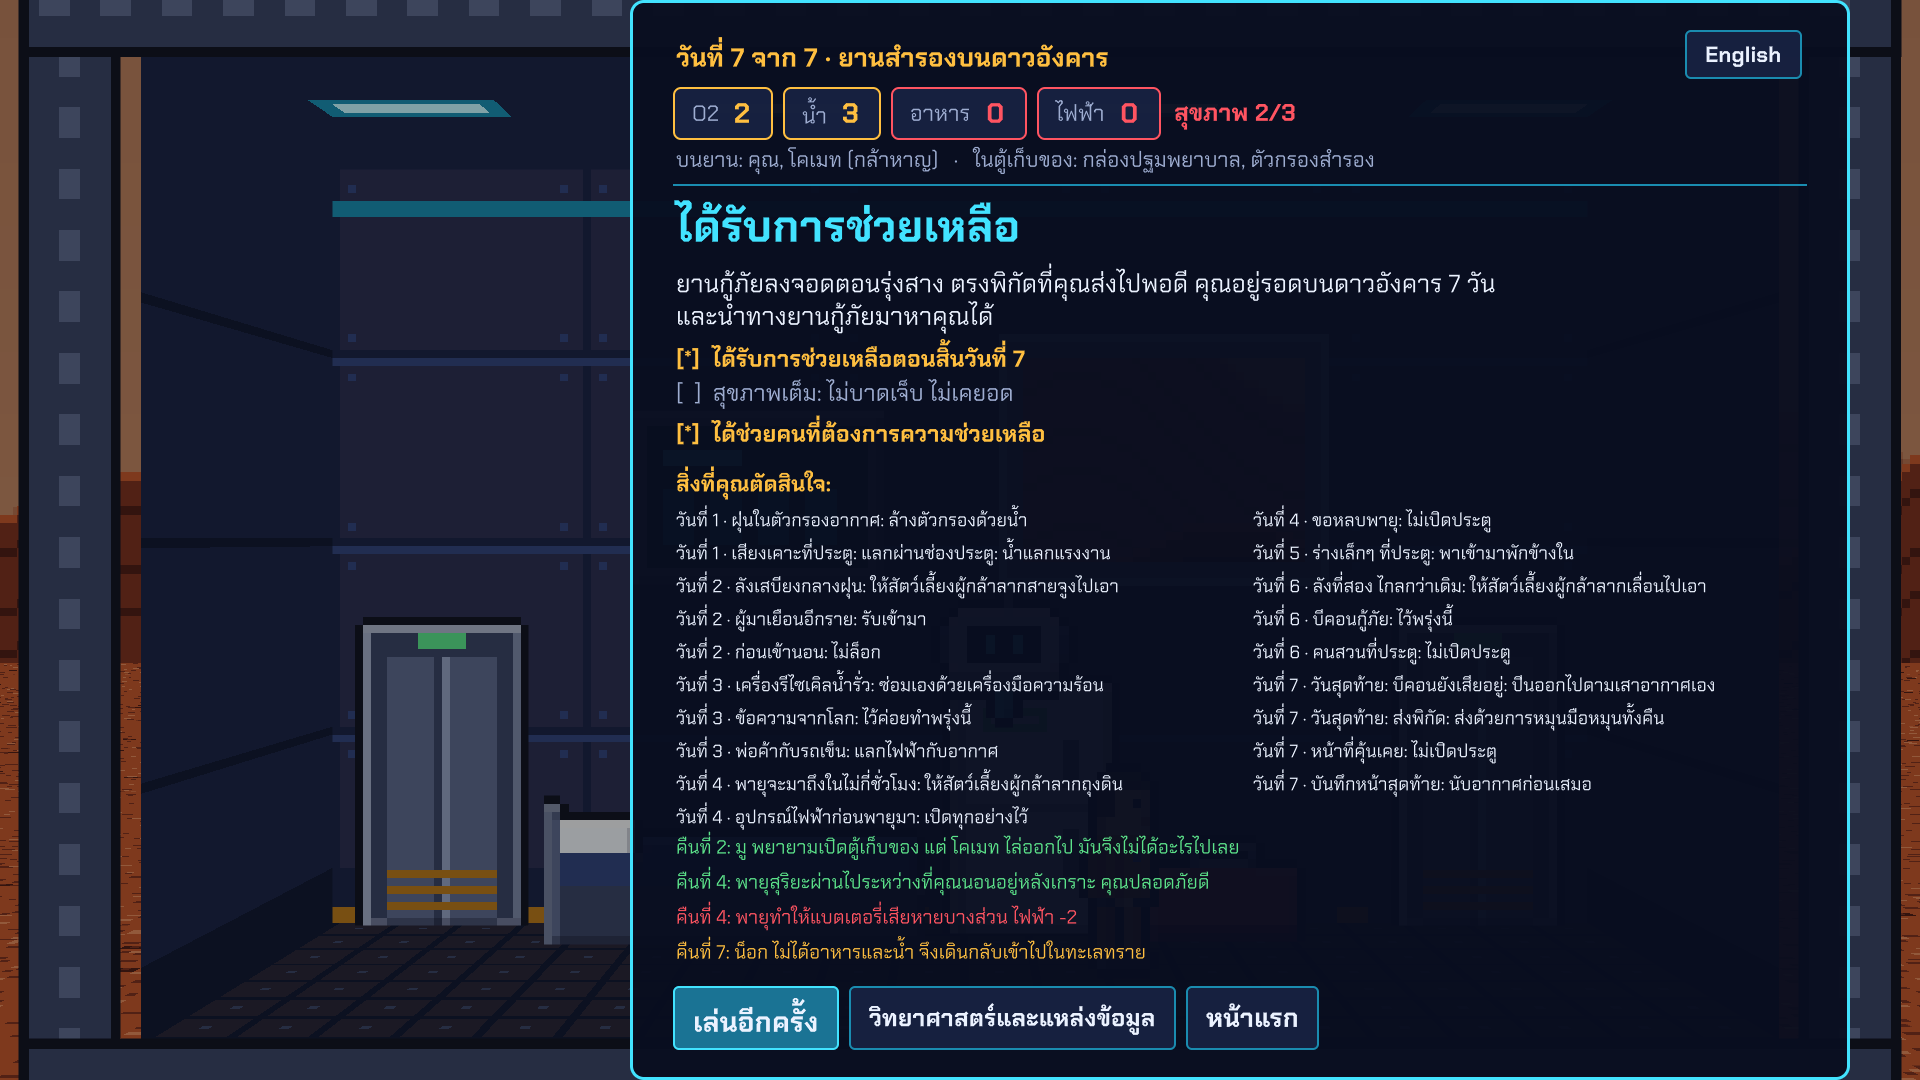 วันที่ 7 จาก 7 · ยานสำรองบนดาวอังคาร
English
O2 2 น้ำ 3 อาหาร 0 ไฟฟ้า 0 สุขภาพ 2/3
บนยาน: คุณ, โคเมท (กล้าหาญ) · ในตู้เก็บของ: กล่องปฐมพยาบาล, ตัวกรองสำรอง
ได้รับการช่วยเหลือ
ยานกู้ภัยลงจอดตอนรุ่งสาง ตรงพิกัดที่คุณส่งไปพอดี คุณอยู่รอดบนดาวอังคาร 7 วัน
และนำทางยานกู้ภัยมาหาคุณได้
[*] ได้รับการช่วยเหลือตอนสิ้นวันที่ 7
[ ] สุขภาพเต็ม: ไม่บาดเจ็บ ไม่เคยอด
[*] ได้ช่วยคนที่ต้องการความช่วยเหลือ
สิ่งที่คุณตัดสินใจ:
วันที่ 1 · ฝุ่นในตัวกรองอากาศ: ล้างตัวกรองด้วยน้ำ
วันที่ 1 · เสียงเคาะที่ประตู: แลกผ่านช่องประตู: น้ำแลกแรงงาน
วันที่ 2 · ลังเสบียงกลางฝุ่น: ให้สัตว์เลี้ยงผู้กล้าลากสายจูงไปเอา
วันที่ 2 · ผู้มาเยือนอีกราย: รับเข้ามา
วันที่ 2 · ก่อนเข้านอน: ไม่ล็อก
วันที่ 3 · เครื่องรีไซเคิลน้ำรั่ว: ซ่อมเองด้วยเครื่องมือความร้อน
วันที่ 3 · ข้อความจากโลก: ไว้ค่อยทำพรุ่งนี้
วันที่ 3 · พ่อค้ากับรถเข็น: แลกไฟฟ้ากับอากาศ
วันที่ 4 · พายุจะมาถึงในไม่กี่ชั่วโมง: ให้สัตว์เลี้ยงผู้กล้าลากถุงดิน
วันที่ 4 · อุปกรณ์ไฟฟ้าก่อนพายุมา: เปิดทุกอย่างไว้
วันที่ 4 · ขอหลบพายุ: ไม่เปิดประตู
วันที่ 5 · ร่างเล็กๆ ที่ประตู: พาเข้ามาพักข้างใน
วันที่ 6 · ลังที่สอง ไกลกว่าเดิม: ให้สัตว์เลี้ยงผู้กล้าลากเลื่อนไปเอา
วันที่ 6 · บีคอนกู้ภัย: ไว้พรุ่งนี้
วันที่ 6 · คนสวนที่ประตู: ไม่เปิดประตู
วันที่ 7 · วันสุดท้าย: บีคอนยังเสียอยู่: ปีนออกไปตามเสาอากาศเอง
วันที่ 7 · วันสุดท้าย: ส่งพิกัด: ส่งด้วยการหมุนมือหมุนทั้งคืน
วันที่ 7 · หน้าที่คุ้นเคย: ไม่เปิดประตู
วันที่ 7 · บันทึกหน้าสุดท้าย: นับอากาศก่อนเสมอ
คืนที่ 2: มู พยายามเปิดตู้เก็บของ แต่ โคเมท ไล่ออกไป มันจึงไม่ได้อะไรไปเลย
คืนที่ 4: พายุสุริยะผ่านไประหว่างที่คุณนอนอยู่หลังเกราะ คุณปลอดภัยดี
คืนที่ 4: พายุทำให้แบตเตอรี่เสียหายบางส่วน ไฟฟ้า -2
คืนที่ 7: น็อก ไม่ได้อาหารและน้ำ จึงเดินกลับเข้าไปในทะเลทราย
เล่นอีกครั้ง
วิทยาศาสตร์และแหล่งข้อมูล
หน้าแรก